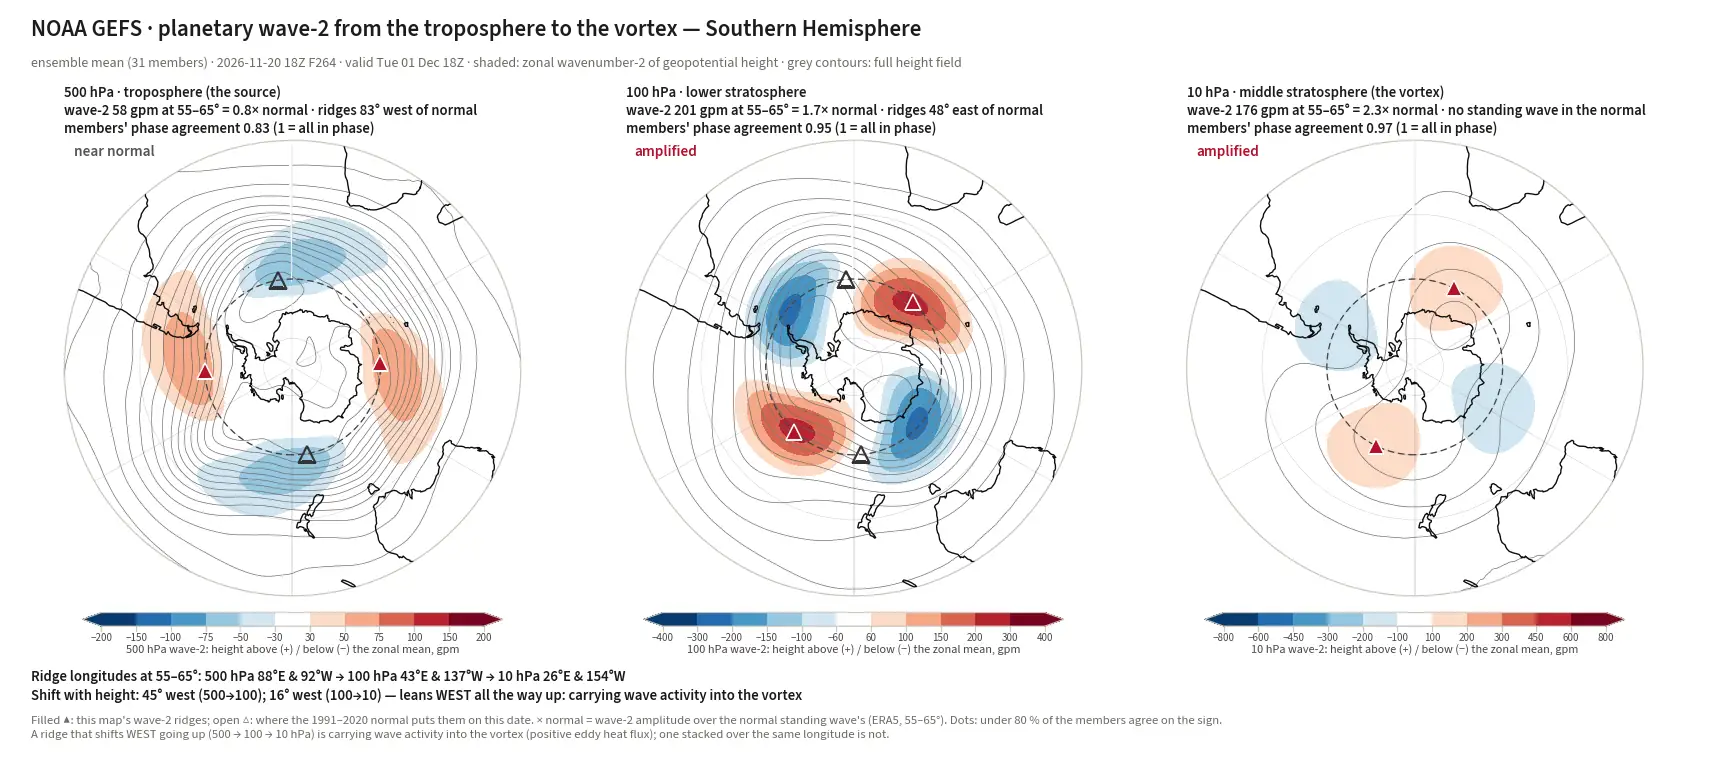 NOAA GEFS · planetary wave-2 from the troposphere to the vortex — Southern Hemisphere
ensemble mean (31 members) · 2026-11-20 18Z F264 · valid Tue 01 Dec 18Z · shaded: zonal wavenumber-2 of geopotential height · grey contours: full height field
500 hPa · troposphere (the source)
wave-2 58 gpm at 55–65° = 0.8× normal · ridges 83° west of normal
members' phase agreement 0.83 (1 = all in phase)
near normal
100 hPa · lower stratosphere
wave-2 201 gpm at 55–65° = 1.7× normal · ridges 48° east of normal
members' phase agreement 0.95 (1 = all in phase)
amplified
10 hPa · middle stratosphere (the vortex)
wave-2 176 gpm at 55–65° = 2.3× normal · no standing wave in the normal
members' phase agreement 0.97 (1 = all in phase)
amplified
−200 −150 −100 −75 −50 −30 30 50 75 100 150 200
500 hPa wave-2: height above (+) / below (−) the zonal mean, gpm
−400 −300 −200 −150 −100 −60 60 100 150 200 300 400
100 hPa wave-2: height above (+) / below (−) the zonal mean, gpm
−800 −600 −450 −300 −200 −100 100 200 300 450 600 800
10 hPa wave-2: height above (+) / below (−) the zonal mean, gpm
Ridge longitudes at 55–65°: 500 hPa 88°E & 92°W → 100 hPa 43°E & 137°W → 10 hPa 26°E & 154°W
Shift with height: 45° west (500→100); 16° west (100→10) — leans WEST all the way up: carrying wave activity into the vortex
Filled ▲: this map's wave-2 ridges; open △: where the 1991–2020 normal puts them on this date. × normal = wave-2 amplitude over the normal standing wave's (ERA5, 55–65°). Dots: under 80 % of the members agree on the sign.
A ridge that shifts WEST going up (500 → 100 → 10 hPa) is carrying wave activity into the vortex (positive eddy heat flux); one stacked over the same longitude is not.